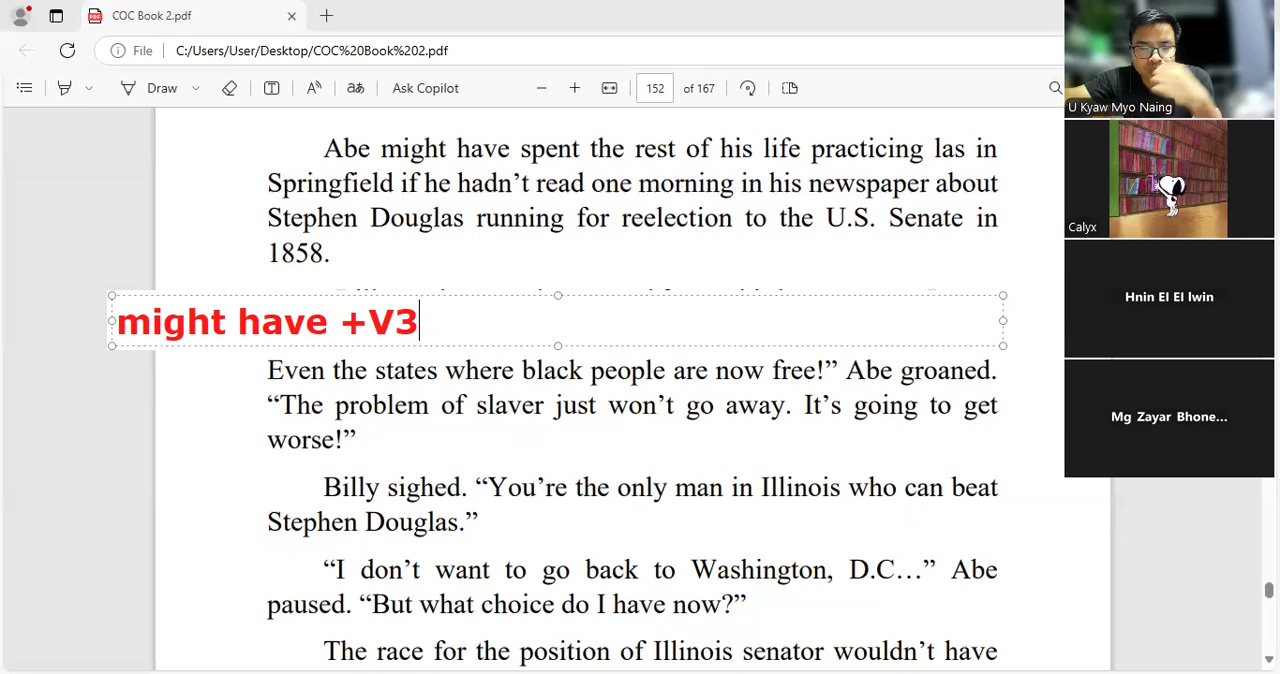 COC Book 2.pdf
File
C:/Users/User/Desktop/COC%20Book%202.pdf
Draw
Ask Copilot
152
of 167
Abe might have spent the rest of his life practicing las in
Springfield if he hadn't read one morning in his newspaper about
Stephen Douglas running for reelection to the U.S. Senate in
1858.
might have +V3
Even the states where black people are now free!” Abe groaned.
“The problem of slaver just won't go away. It's going to get
worse!”
Billy sighed. “You're the only man in Illinois who can beat
Stephen Douglas.”
“I don't want to go back to Washington, D.C…” Abe
paused. “But what choice do I have now?”
The race for the position of Illinois senator wouldn't have
U Kyaw Myo Naing
Calyx
Hnin EI EI lwin
Mg Zayar Bhone...